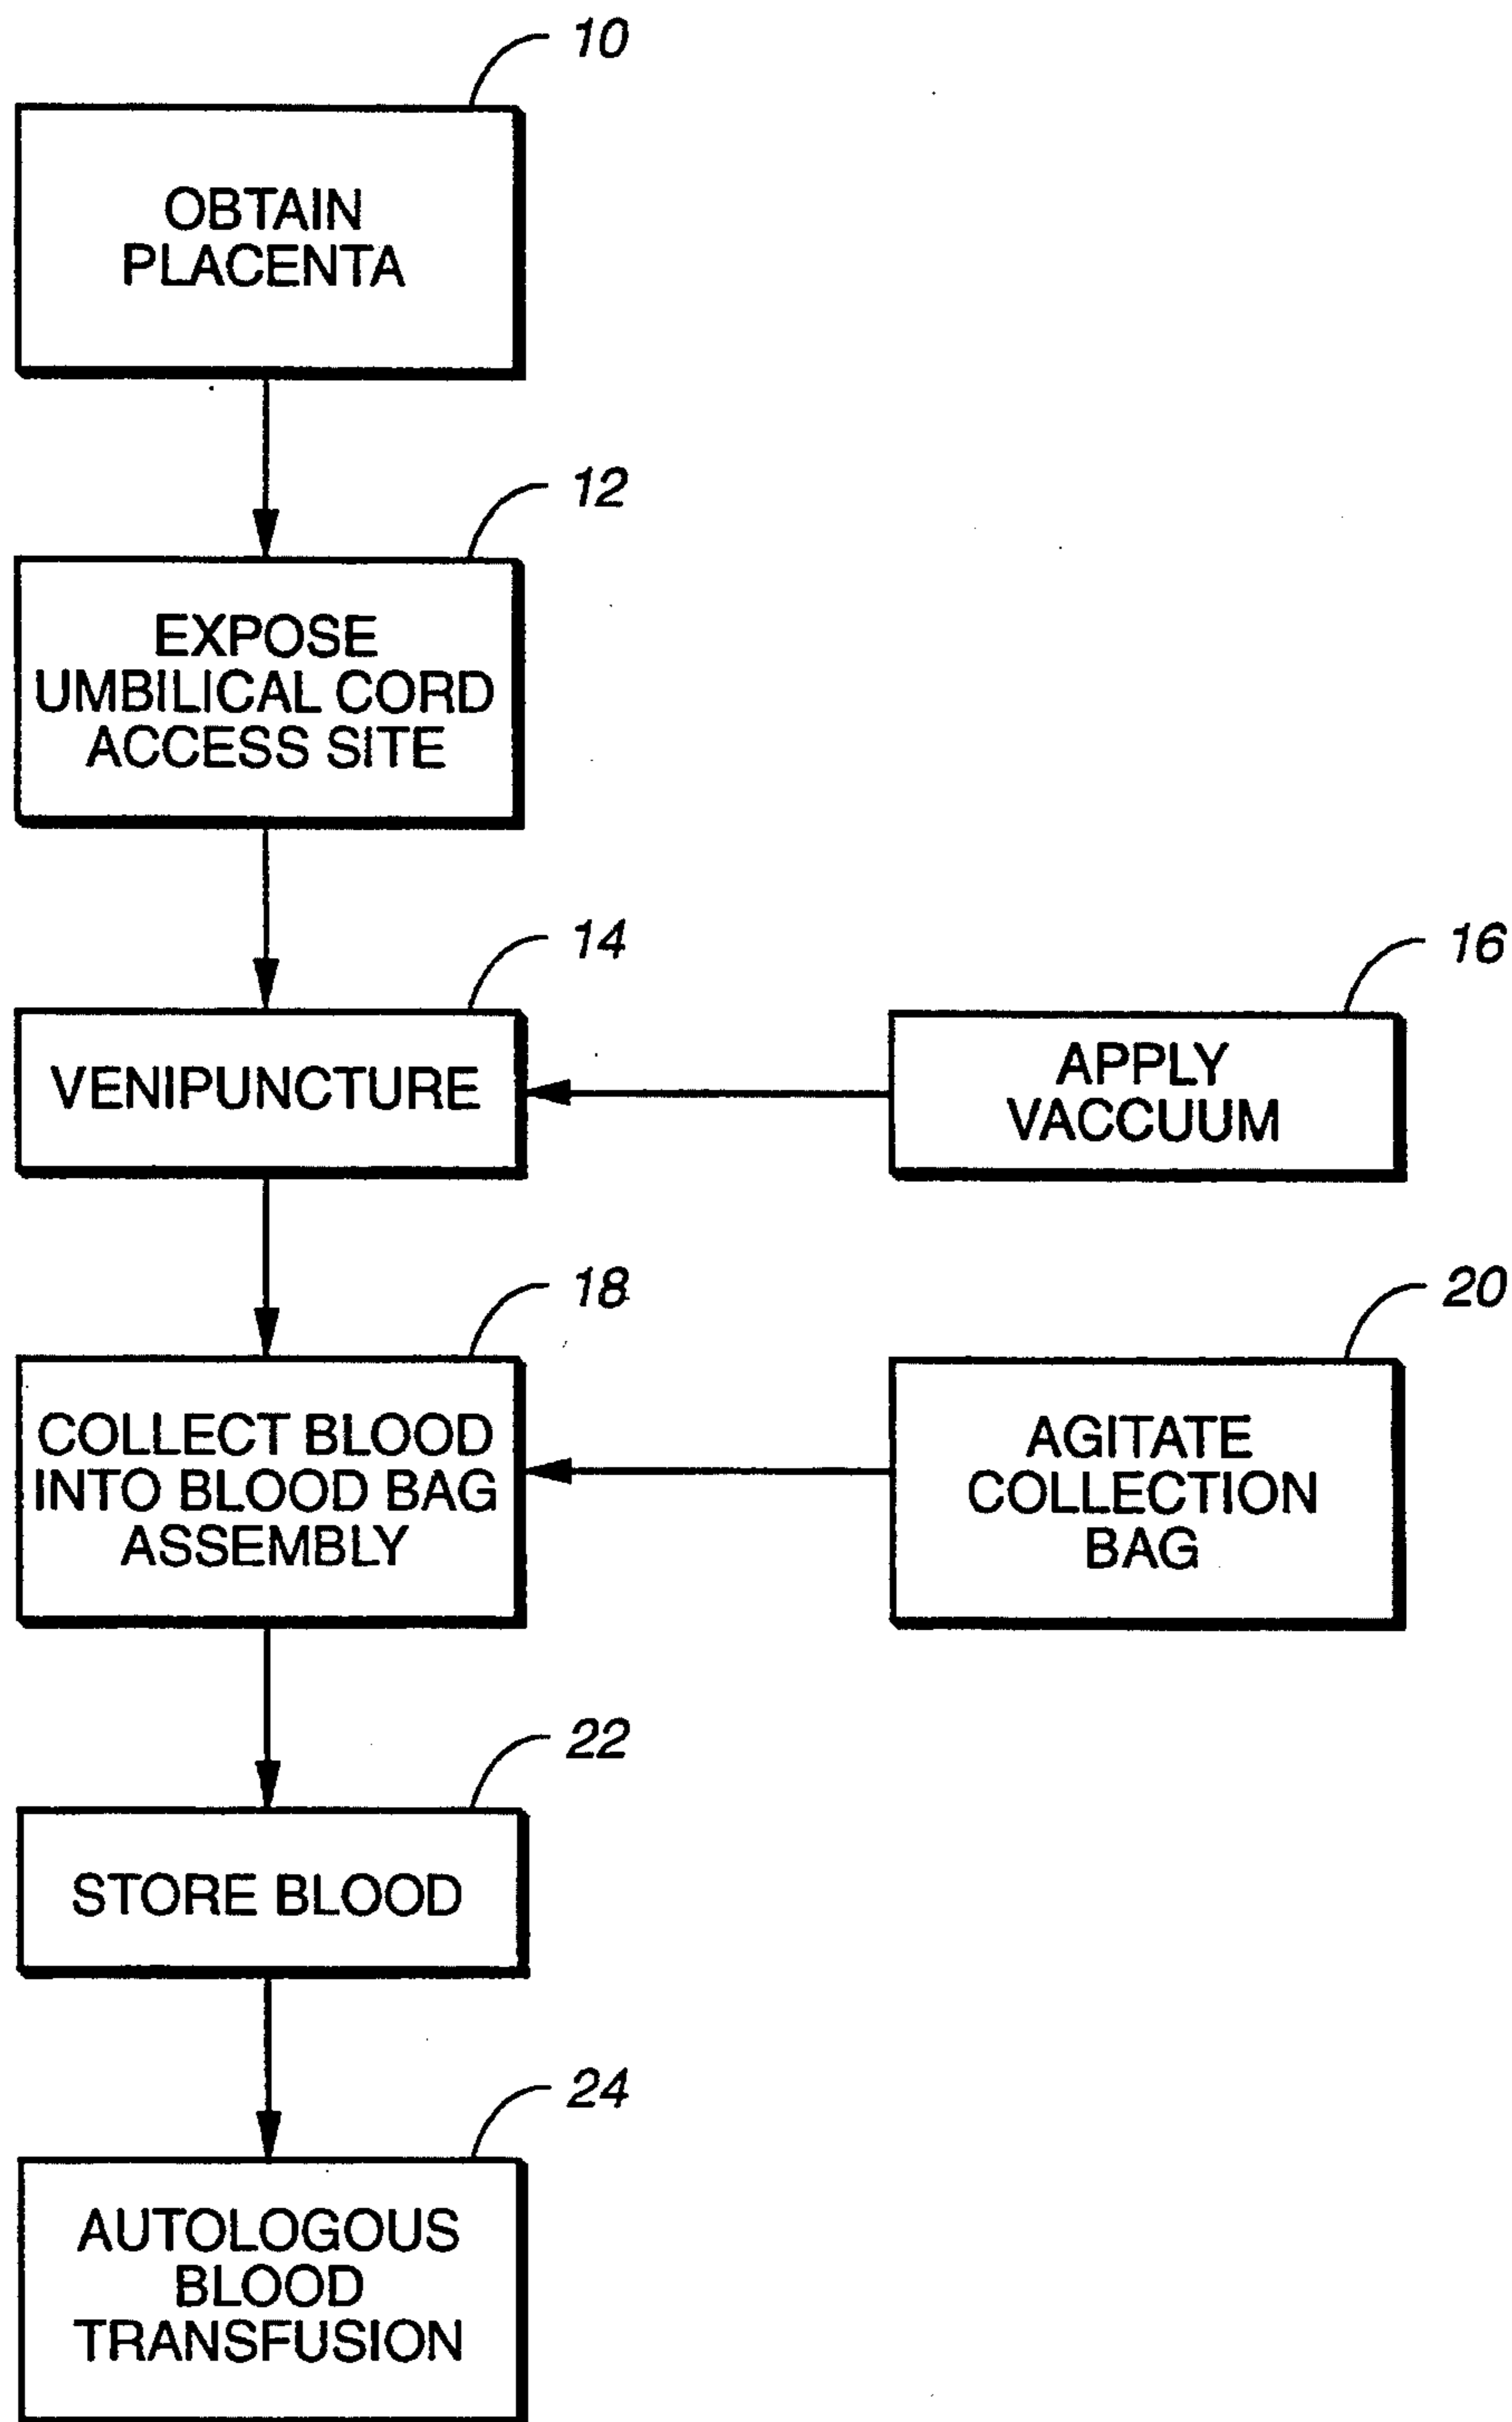 10
OBTAIN
PLACENTA
12
EXPOSE
UMBILICAL CORD
ACCESS SITE
14
VENIPUNCTURE
16
APPLY
VACCUUM
18
COLLECT BLOOD
INTO BLOOD BAG
ASSEMBLY
20
AGITATE
COLLECTION
BAG
22
STORE BLOOD
24
AUTOLOGOUS
BLOOD
TRANSFUSION